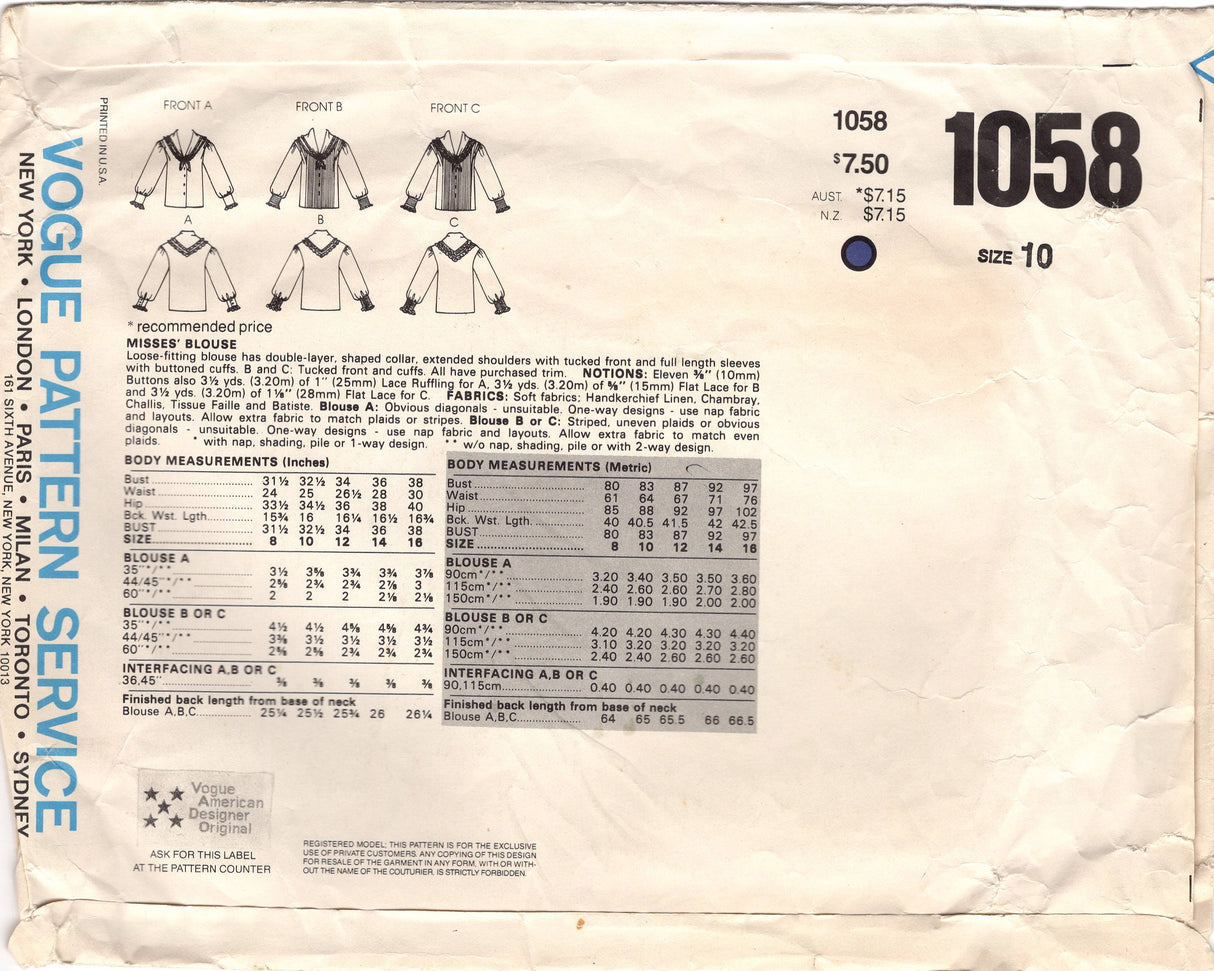 PRINTED IN U.S.A.
VOGUE PATTERN SERVICE
NEW YORK • LONDON • PARIS • MILAN • TORONTO • SYDNEY
161 SIXTH AVENUE, NEW YORK, NEW YORK 10013
FRONT A FRONT B FRONT C
A B C
1058
$7.50
AUST. *$7.15
N.Z. $7.15
1058
SIZE 10
* recommended price
MISSES' BLOUSE
Loose-fitting blouse has double-layer, shaped collar, extended shoulders with tucked front and full length sleeves
with buttoned cuffs. B and C: Tucked front and cuffs. All have purchased trim. NOTIONS: Eleven ⅜" (10mm)
Buttons also 3½ yds. (3.20m) of 1" (25mm) Lace Ruffling for A, 3½ yds. (3.20m) of ⅝" (15mm) Flat Lace for B
and 3½ yds. (3.20m) of 1⅛" (28mm) Flat Lace for C. FABRICS: Soft fabrics; Handkerchief Linen, Chambray,
Challis, Tissue Faille and Batiste. Blouse A: Obvious diagonals - unsuitable. One-way designs - use nap fabric
and layouts. Allow extra fabric to match plaids or stripes. Blouse B or C: Striped, uneven plaids or obvious
diagonals - unsuitable. One-way designs - use nap fabric and layouts. Allow extra fabric to match even
plaids. * with nap, shading, pile or 1-way design. ** w/o nap, shading, pile or with 2-way design.
BODY MEASUREMENTS (Inches)
Bust 31½ 32½ 34 36 38
Waist 24 25 26½ 28 30
Hip 33½ 34½ 36 38 40
Bck. Wst. Lgth. 15¾ 16 16¼ 16½ 16¾
BUST 31½ 32½ 34 36 38
SIZE 8 10 12 14 16
BLOUSE A
35"*/** 3½ 3⅝ 3¾ 3¾ 3⅞
44/45"*/** 2⅝ 2¾ 2¾ 2⅞ 3
60"*/** 2 2 2 2⅛ 2⅛
BLOUSE B OR C
35"*/** 4½ 4½ 4⅝ 4⅝ 4¾
44/45"*/** 3⅜ 3½ 3½ 3½ 3½
60"*/** 2⅝ 2⅝ 2¾ 2¾ 2¾
INTERFACING A,B OR C
36,45" ⅜ ⅜ ⅜ ⅜ ⅜
Finished back length from base of neck
Blouse A,B,C 25¼ 25½ 25¾ 26 26¼
BODY MEASUREMENTS (Metric)
Bust 80 83 87 92 97
Waist 61 64 67 71 76
Hip 85 88 92 97 102
Bck. Wst. Lgth. 40 40.5 41.5 42 42.5
BUST 80 83 87 92 97
SIZE 8 10 12 14 16
BLOUSE A
90cm*/** 3.20 3.40 3.50 3.50 3.60
115cm*/** 2.40 2.60 2.60 2.70 2.80
150cm*/** 1.90 1.90 1.90 2.00 2.00
BLOUSE B OR C
90cm*/** 4.20 4.20 4.30 4.30 4.40
115cm*/** 3.10 3.20 3.20 3.20 3.20
150cm*/** 2.40 2.40 2.60 2.60 2.60
INTERFACING A,B OR C
90,115cm 0.40 0.40 0.40 0.40 0.40
Finished back length from base of neck
Blouse A,B,C 64 65 65.5 66 66.5
Vogue
American
Designer
Original
ASK FOR THIS LABEL
AT THE PATTERN COUNTER
REGISTERED MODEL: THIS PATTERN IS FOR THE EXCLUSIVE
USE OF PRIVATE CUSTOMERS. ANY COPYING OF THIS DESIGN
FOR RESALE OF THE GARMENT IN ANY FORM, WITH OR WITH-
OUT THE NAME OF THE COUTURIER, IS STRICTLY FORBIDDEN.